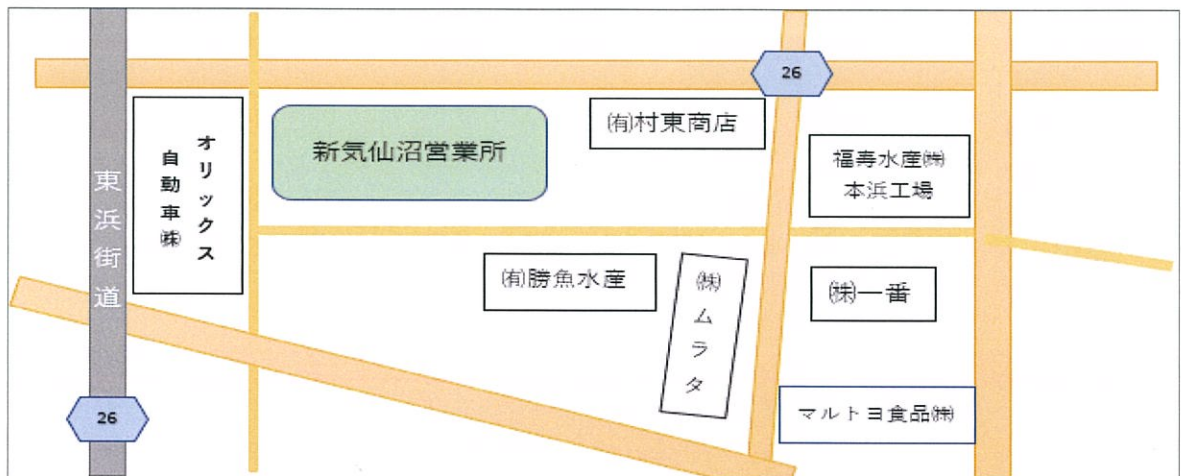 26
㈲村東商店
新気仙沼営業所
オリックス
自動車㈱
福寿水産㈱
本浜工場
東浜街道
㈲勝魚水産
㈱ムラタ
㈱一番
26
マルトヨ食品㈱